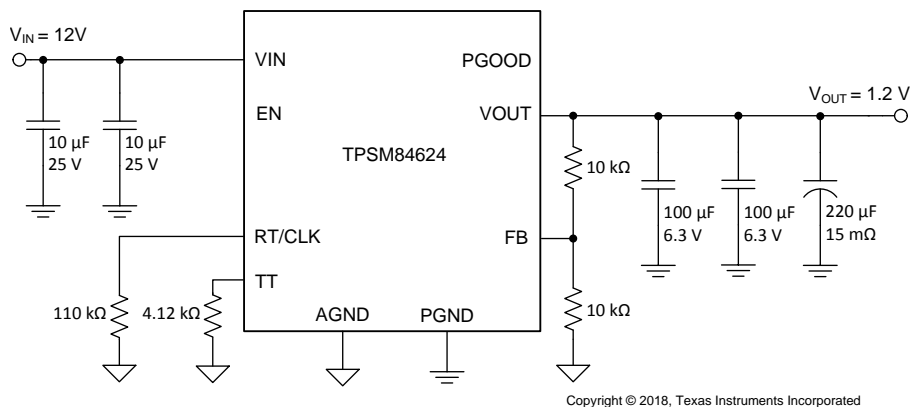 V_IN = 12V
VIN
PGOOD
V_OUT = 1.2 V
EN
VOUT
10 µF
25 V
10 µF
25 V
TPSM84624
10 kΩ
100 µF
6.3 V
100 µF
6.3 V
220 µF
15 mΩ
RT/CLK
FB
TT
110 kΩ
4.12 kΩ
AGND
PGND
10 kΩ
Copyright © 2018, Texas Instruments Incorporated